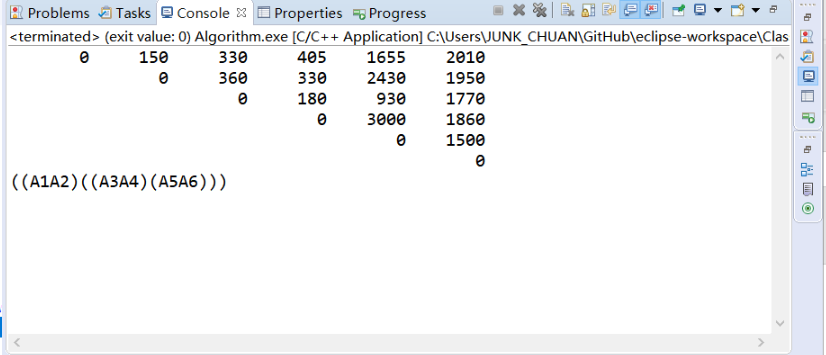 Problems Tasks Console Properties Progress
<terminated> (exit value: 0) Algorithm.exe [C/C++ Application] C:\Users\JUNK_CHUAN\GitHub\eclipse-workspace\Clas
0 150 330 405 1655 2010
0 360 330 2430 1950
0 180 930 1770
0 3000 1860
0 1500
0
((A1A2)((A3A4)(A5A6)))